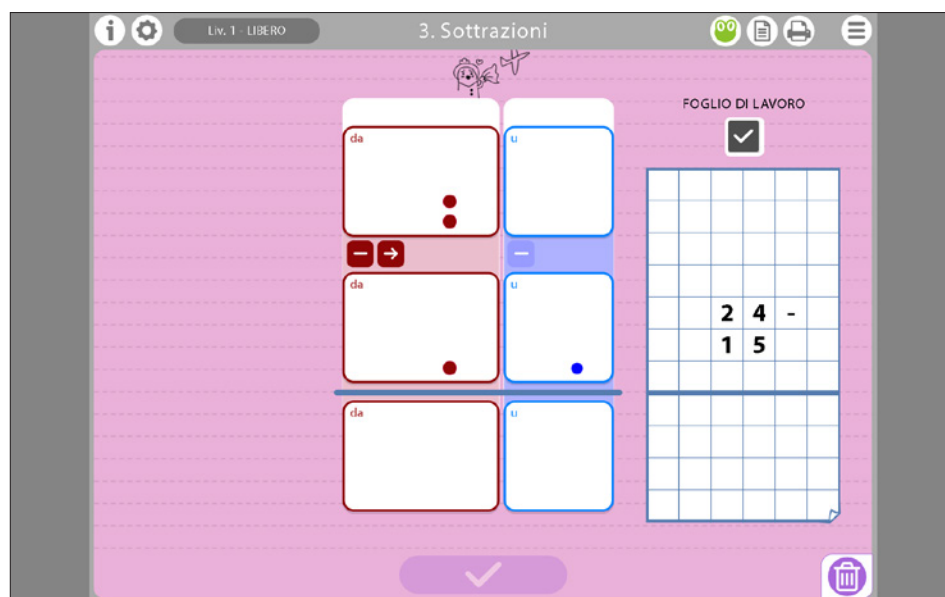 Liv. 1 - LIBERO
3. Sottrazioni
FOGLIO DI LAVORO
da u
da u
2 4 -
1 5
da u